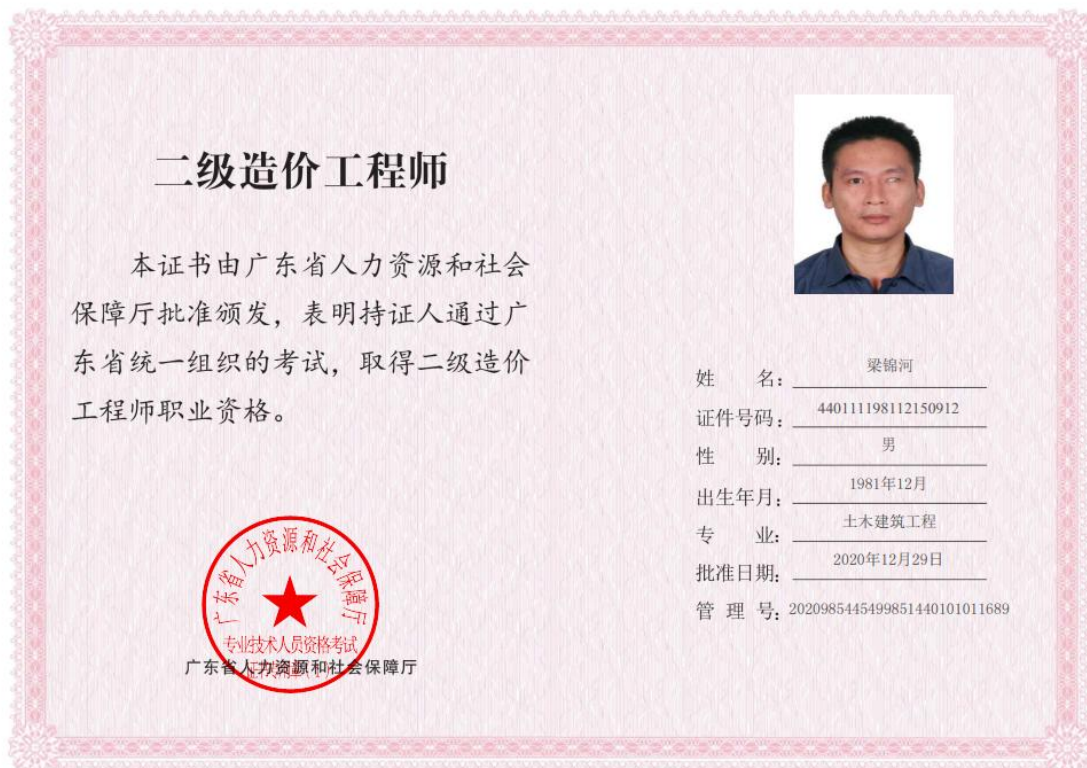 二级造价工程师
本证书由广东省人力资源和社会
保障厅批准颁发，表明持证人通过广
东省统一组织的考试，取得二级造价
工程师职业资格。
广东省人力资源和社会保障厅
专业技术人员资格考试
广东省人力资源和社会保障厅
姓名：梁锦河
证件号码：440111198112150912
性别：男
出生年月：1981年12月
专业：土木建筑工程
批准日期：2020年12月29日
管理号：20209854454998514401010116​89